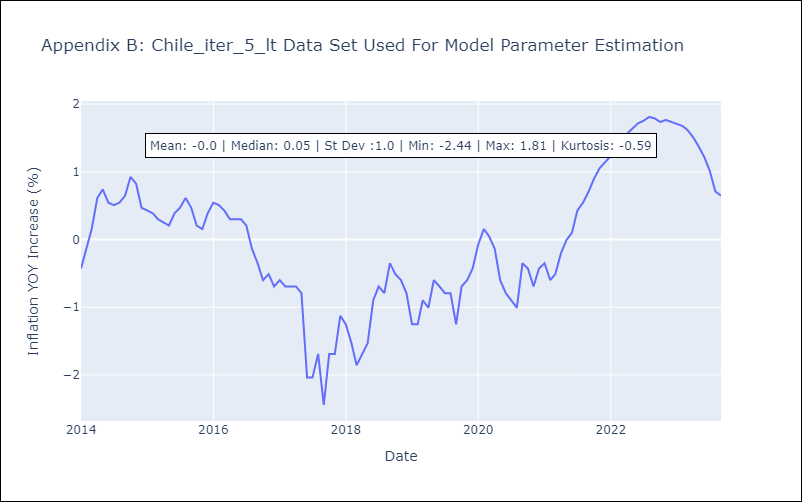 Appendix B: Chile_iter_5_lt Data Set Used For Model Parameter Estimation
Mean: -0.0 | Median: 0.05 | St Dev :1.0 | Min: -2.44 | Max: 1.81 | Kurtosis: -0.59
Inflation YOY Increase (%)
2
1
0
−1
−2
2014
2016
2018
2020
2022
Date